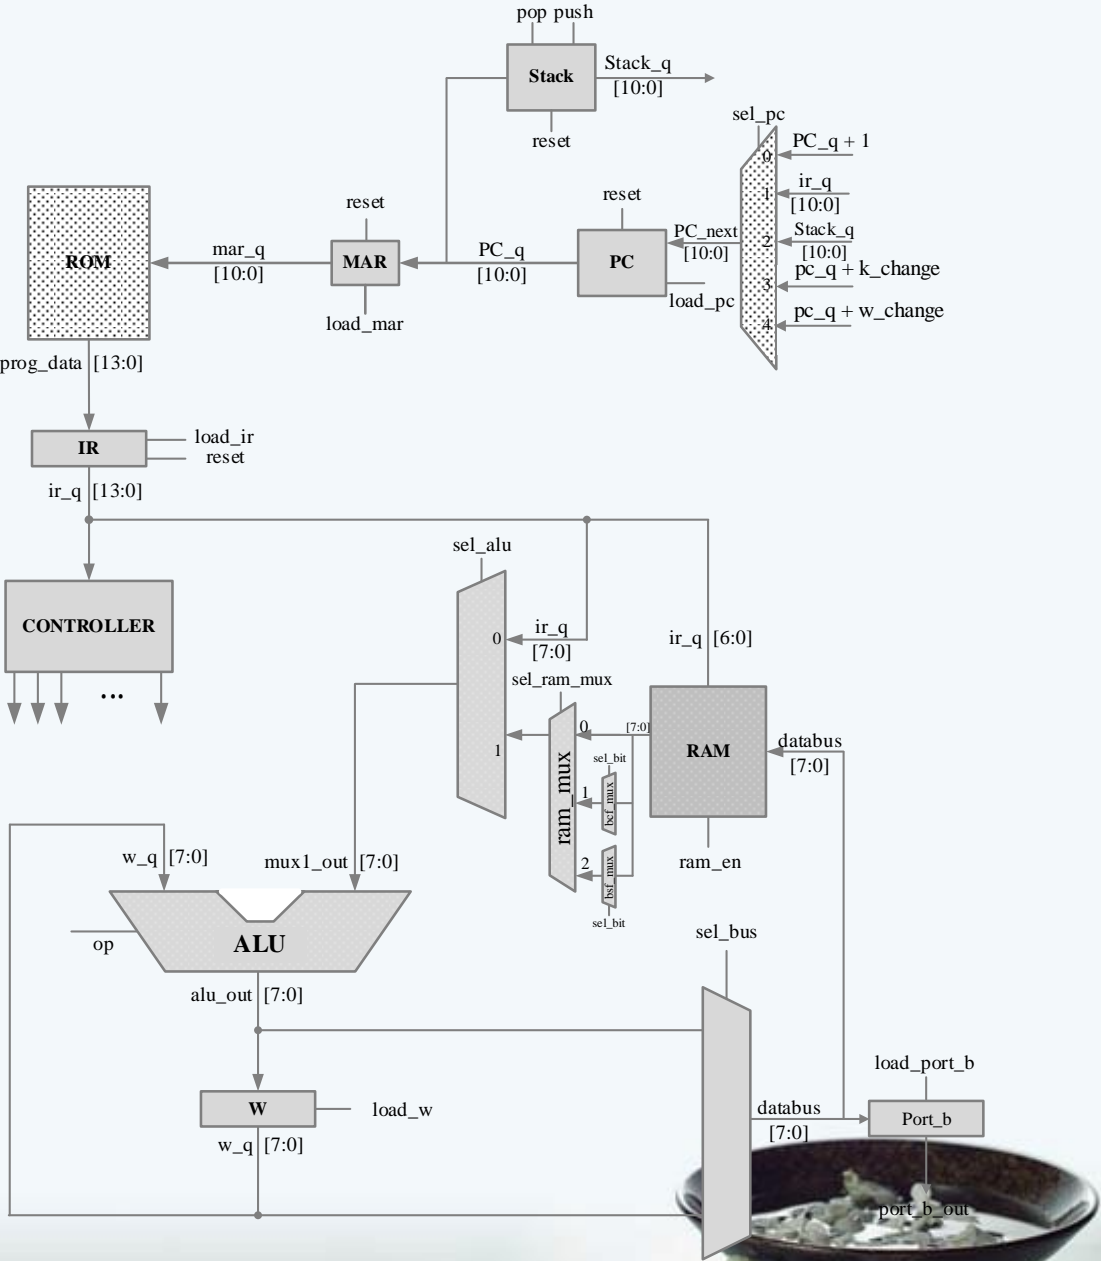 pop push
Stack
Stack_q
[10:0]
reset
sel_pc
0
PC_q + 1
1
ir_q
[10:0]
2
Stack_q
[10:0]
3
pc_q + k_change
4
pc_q + w_change
reset
PC_next
[10:0]
PC
load_pc
PC_q
[10:0]
reset
MAR
load_mar
mar_q
[10:0]
ROM
prog_data [13:0]
IR
load_ir
reset
ir_q [13:0]
CONTROLLER
...
sel_alu
0
ir_q
[7:0]
1
sel_ram_mux
ram_mux
0
[7:0]
sel_bit
1
bcf_mux
2
bsf_mux
sel_bit
ir_q [6:0]
RAM
databus
[7:0]
ram_en
w_q [7:0]
mux1_out [7:0]
ALU
op
alu_out [7:0]
W
load_w
w_q [7:0]
sel_bus
databus
[7:0]
load_port_b
Port_b
port_b_out